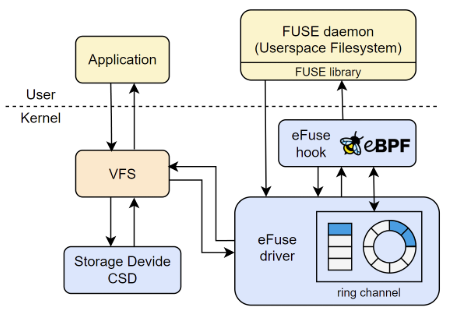 FUSE daemon
(Userspace Filesystem)
FUSE library
Application
User
Kernel
eFuse
hook
eBPF
VFS
eFuse
driver
Storage Devide
CSD
ring channel